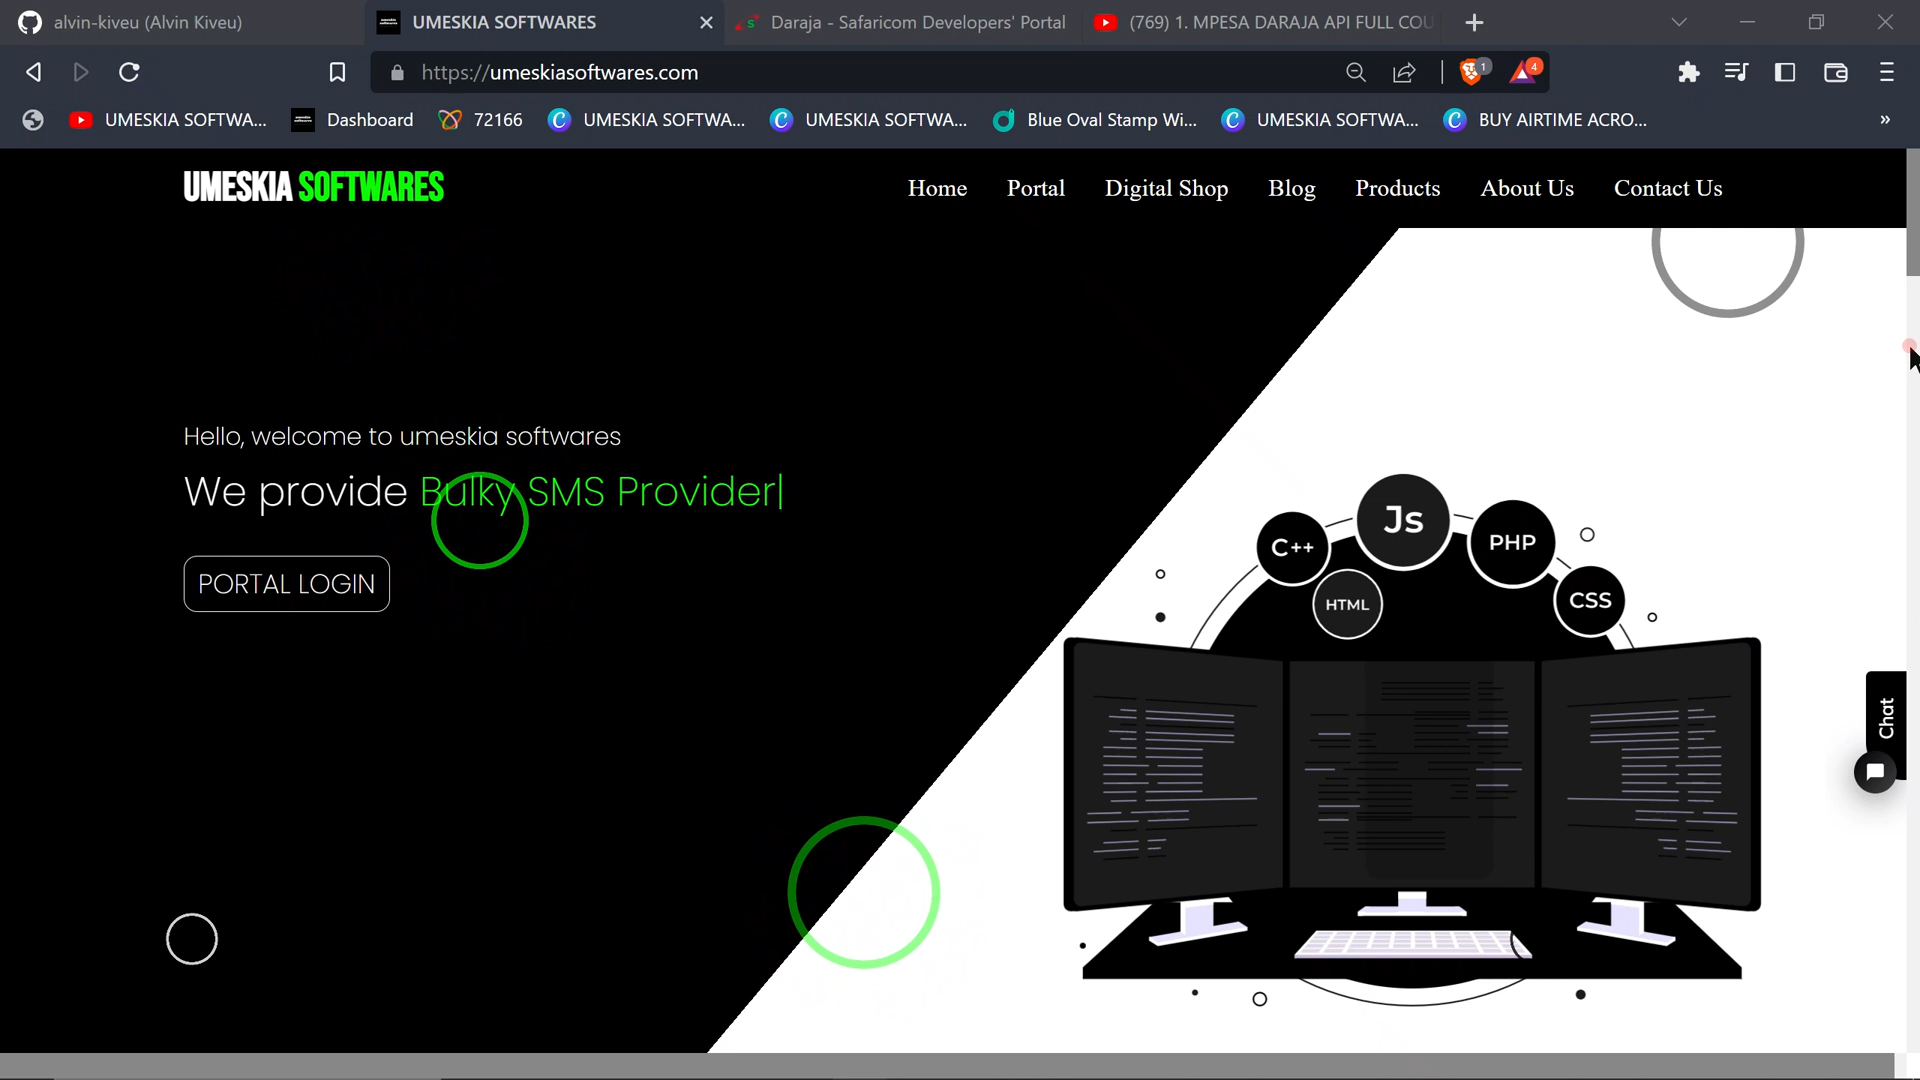 alvin-kiveu (Alvin Kiveu)
UMESKIA SOFTWARES
Daraja - Safaricom Developers' Portal
(769) 1. MPESA DARAJA API FULL COU
https://umeskiasoftwares.com
1
4
UMESKIA SOFTWA...
Dashboard
72166
UMESKIA SOFTWA...
UMESKIA SOFTWA...
Blue Oval Stamp Wi...
UMESKIA SOFTWA...
BUY AIRTIME ACRO...
»
UMESKIA SOFTWARES
Home
Portal
Digital Shop
Blog
Products
About Us
Contact Us
Hello, welcome to umeskia softwares
We provide Bulky SMS Provider|
PORTAL LOGIN
C++
Js
PHP
HTML
CSS
Chat